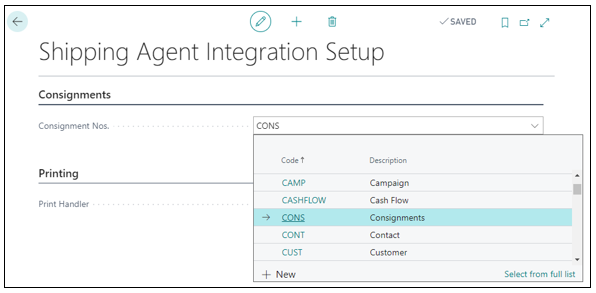 SAVED
Shipping Agent Integration Setup
Consignments
Consignment Nos. CONS
Code ↑ Description
Printing
CAMP Campaign
Print Handler CASHFLOW Cash Flow
CONS Consignments
CONT Contact
CUST Customer
+ New Select from full list